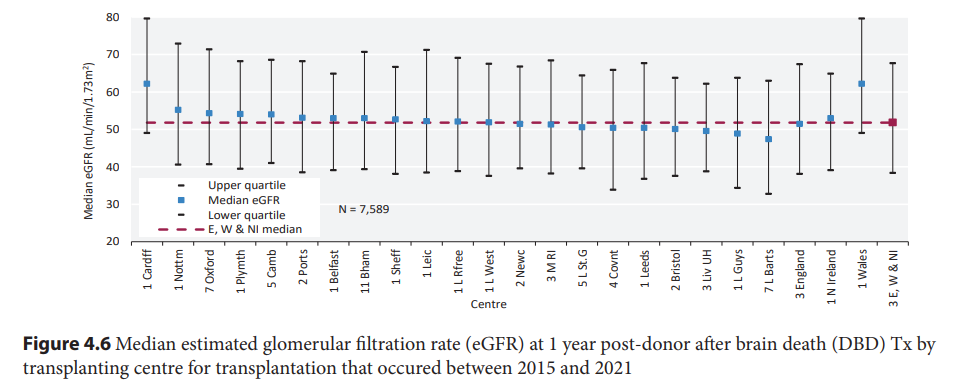 80
70
60
50
40
30
20
Median eGFR (mL/min/1.73m²)
Upper quartile
Median eGFR
Lower quartile
E, W & NI median
N = 7,589
1 Cardff
1 Nottm
7 Oxford
1 Plymth
5 Camb
2 Ports
1 Belfast
11 Bham
1 Sheff
1 Leic
1 L Rfree
1 L West
2 Newc
3 M RI
5 L St.G
4 Covnt
1 Leeds
2 Bristol
3 Liv UH
1 L Guys
7 L Barts
3 England
1 N Ireland
1 Wales
3 E, W & NI
Centre
Figure 4.6 Median estimated glomerular filtration rate (eGFR) at 1 year post-donor after brain death (DBD) Tx by
transplanting centre for transplantation that occured between 2015 and 2021